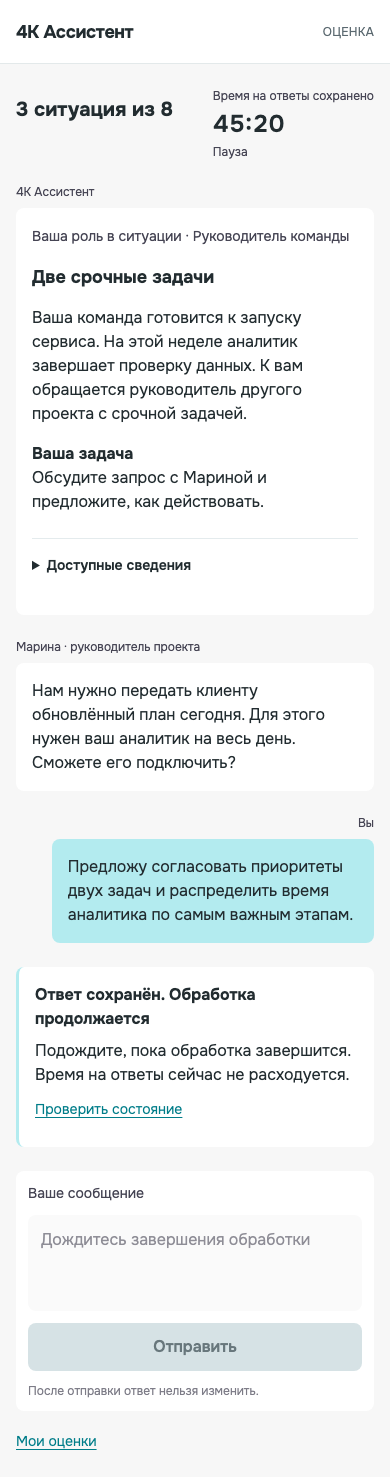 4К Ассистент
ОЦЕНКА
3 ситуация из 8
Время на ответы сохранено
45:20
Пауза
4К Ассистент
Ваша роль в ситуации · Руководитель команды
Две срочные задачи
Ваша команда готовится к запуску
сервиса. На этой неделе аналитик
завершает проверку данных. К вам
обращается руководитель другого
проекта с срочной задачей.
Ваша задача
Обсудите запрос с Мариной и
предложите, как действовать.
Доступные сведения
Марина · руководитель проекта
Нам нужно передать клиенту
обновлённый план сегодня. Для этого
нужен ваш аналитик на весь день.
Сможете его подключить?
Вы
Предложу согласовать приоритеты
двух задач и распределить время
аналитика по самым важным этапам.
Ответ сохранён. Обработка
продолжается
Подождите, пока обработка завершится.
Время на ответы сейчас не расходуется.
Проверить состояние
Ваше сообщение
Дождитесь завершения обработки
Отправить
После отправки ответ нельзя изменить.
Мои оценки